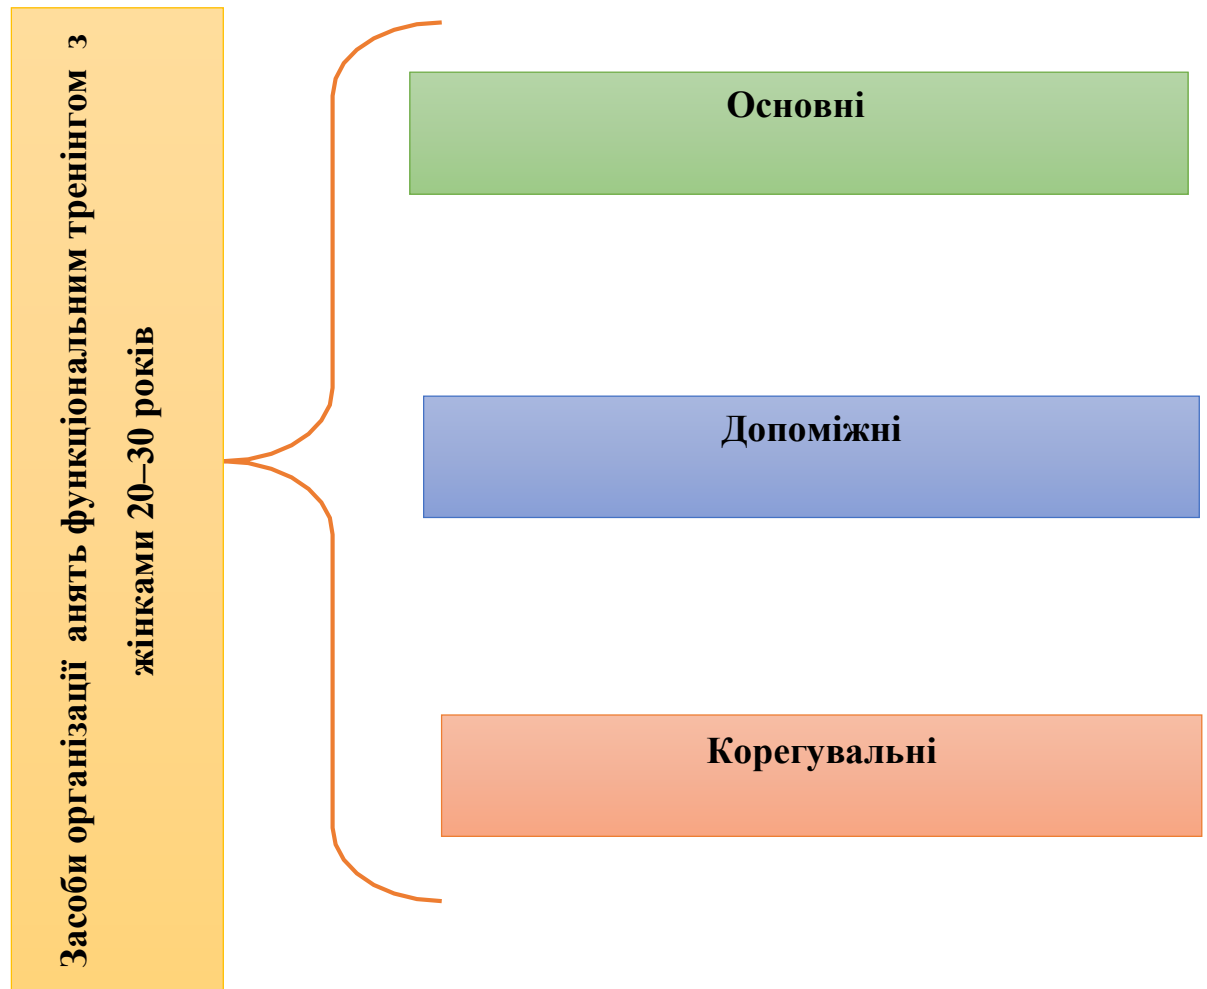 Засоби організації анять функціональним тренінгом з
жінками 20–30 років
Основні
Допоміжні
Корегувальні